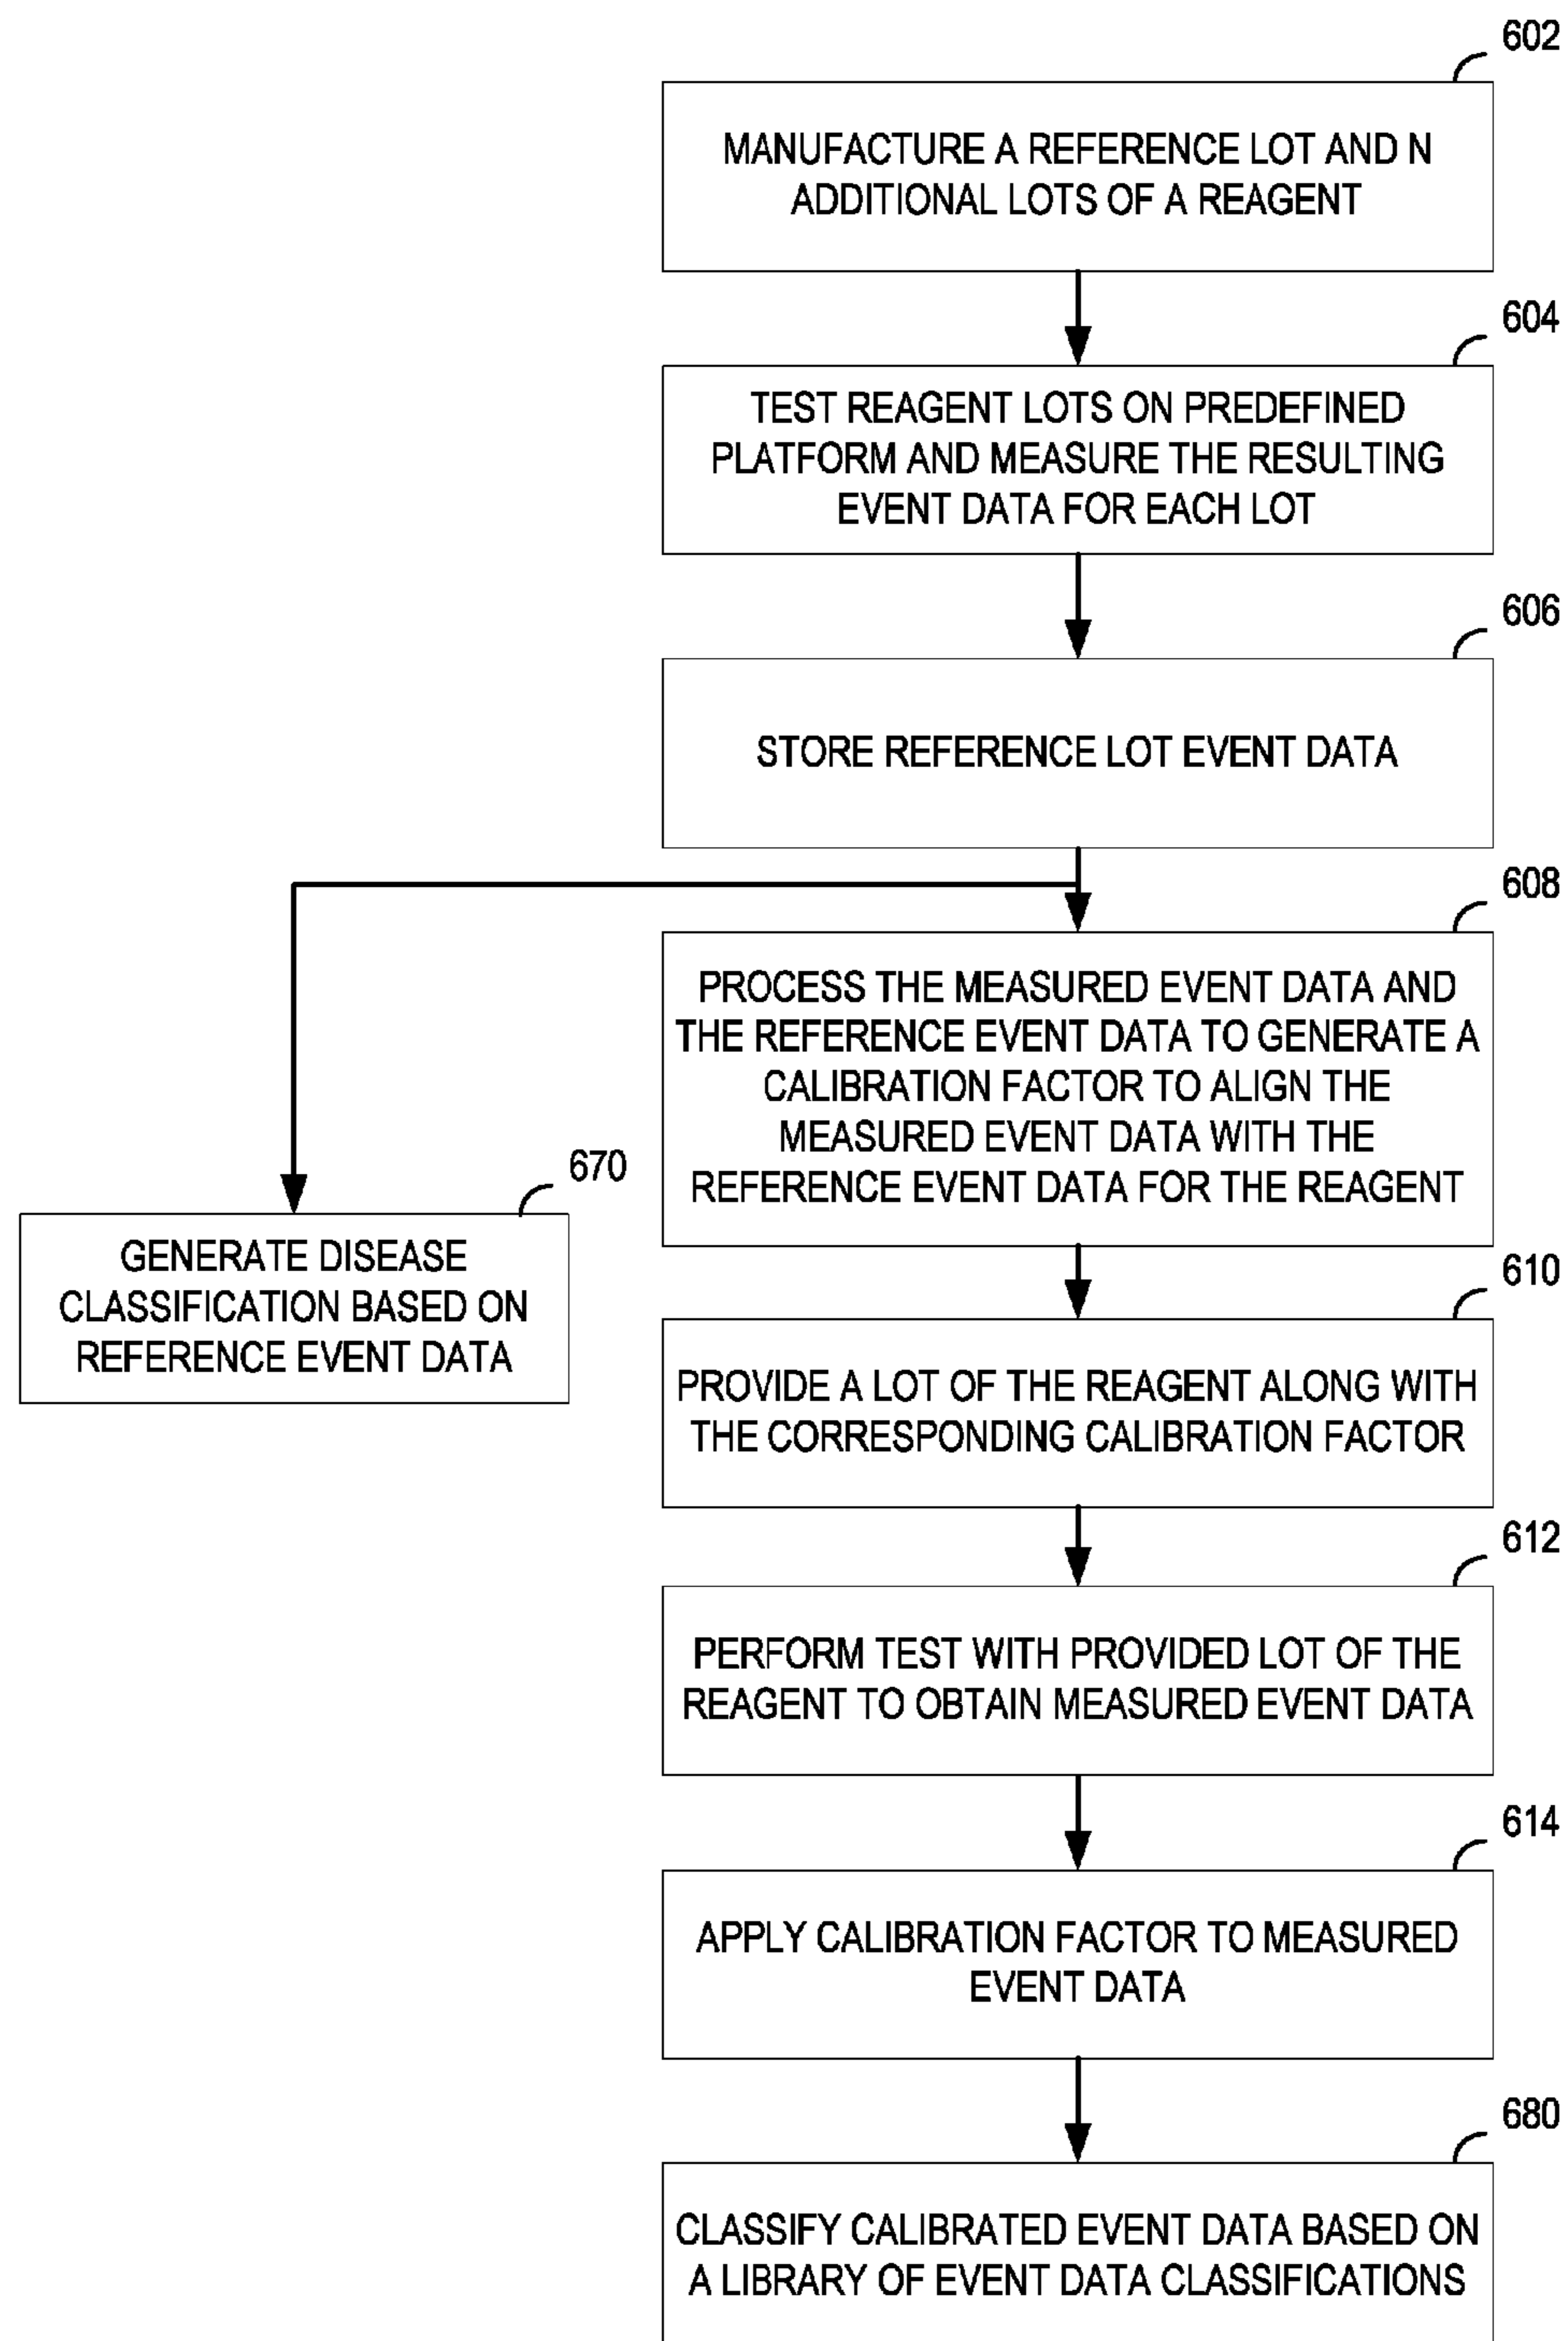 602
MANUFACTURE A REFERENCE LOT AND N
ADDITIONAL LOTS OF A REAGENT
604
TEST REAGENT LOTS ON PREDEFINED
PLATFORM AND MEASURE THE RESULTING
EVENT DATA FOR EACH LOT
606
STORE REFERENCE LOT EVENT DATA
608
PROCESS THE MEASURED EVENT DATA AND
THE REFERENCE EVENT DATA TO GENERATE A
CALIBRATION FACTOR TO ALIGN THE
MEASURED EVENT DATA WITH THE
REFERENCE EVENT DATA FOR THE REAGENT
670
GENERATE DISEASE
CLASSIFICATION BASED ON
REFERENCE EVENT DATA
610
PROVIDE A LOT OF THE REAGENT ALONG WITH
THE CORRESPONDING CALIBRATION FACTOR
612
PERFORM TEST WITH PROVIDED LOT OF THE
REAGENT TO OBTAIN MEASURED EVENT DATA
614
APPLY CALIBRATION FACTOR TO MEASURED
EVENT DATA
680
CLASSIFY CALIBRATED EVENT DATA BASED ON
A LIBRARY OF EVENT DATA CLASSIFICATIONS